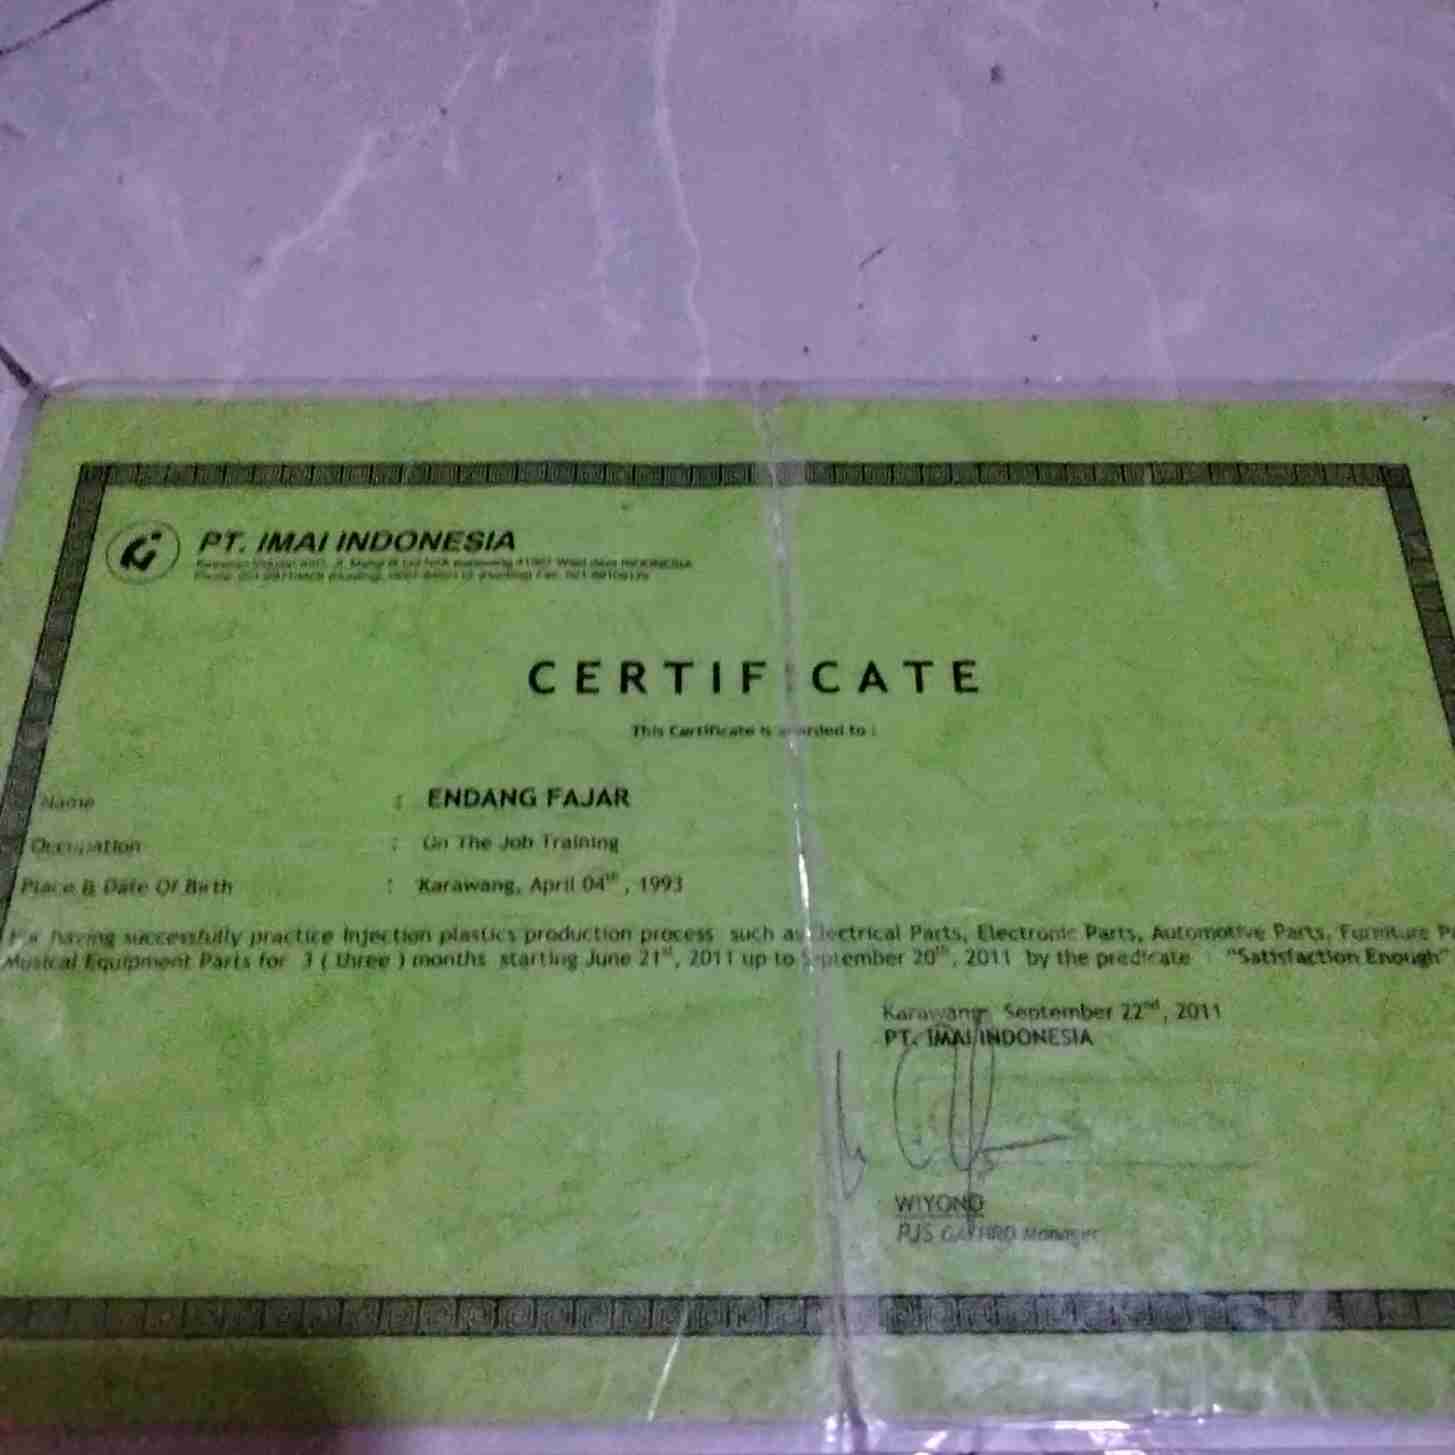 PT. IMAI INDONESIA
CERTIFICATE
This Certificate is awarded to :
Name : ENDANG FAJAR
Occupation : On The Job Training
Place & Date Of Birth : Karawang, April 04th, 1993
For having successfully practice Injection plastics production process such as Electrical Parts, Electronic Parts, Automotive Parts, Furniture
Musical Equipment Parts for 3 ( three ) months starting June 21st, 2011 up to September 20th, 2011 by the predicate : "Satisfaction Enough"
Karawang, September 22nd, 2011
PT. IMAI INDONESIA
WIYONO
PJS GA/HRD Manager